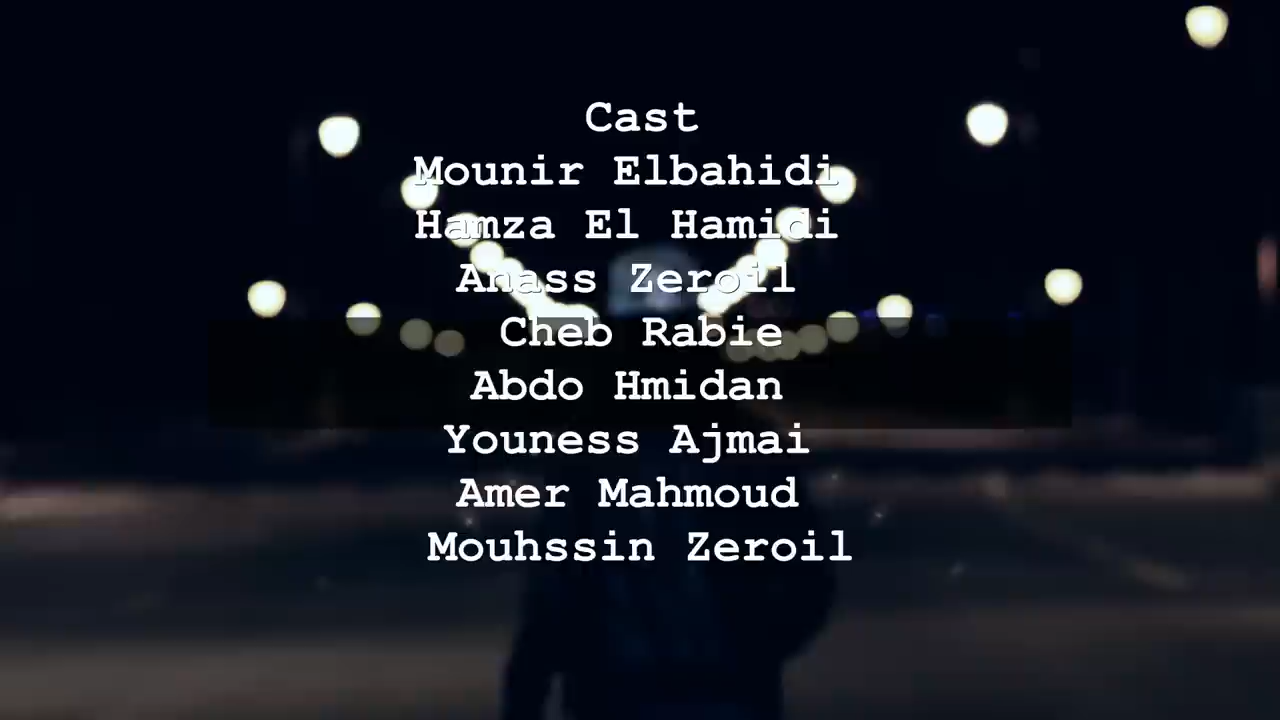 Cast
Mounir Elbahidi
Hamza El Hamidi
Anass Zeroil
Cheb Rabie
Abdo Hmidan
Youness Ajmai
Amer Mahmoud
Mouhssin Zeroil